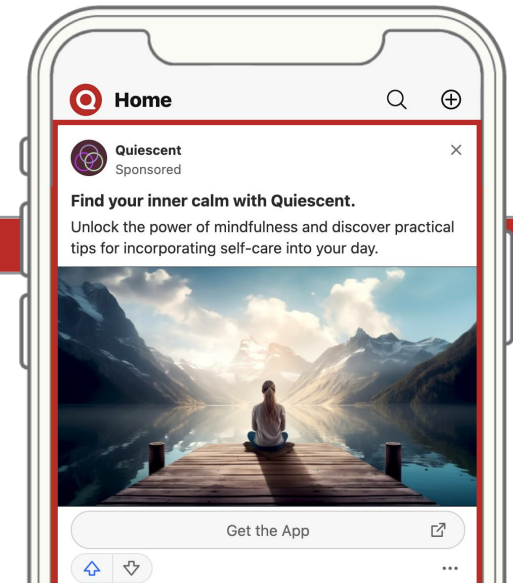 Home
Quiescent
Sponsored
Find your inner calm with Quiescent.
Unlock the power of mindfulness and discover practical
tips for incorporating self-care into your day.
Get the App